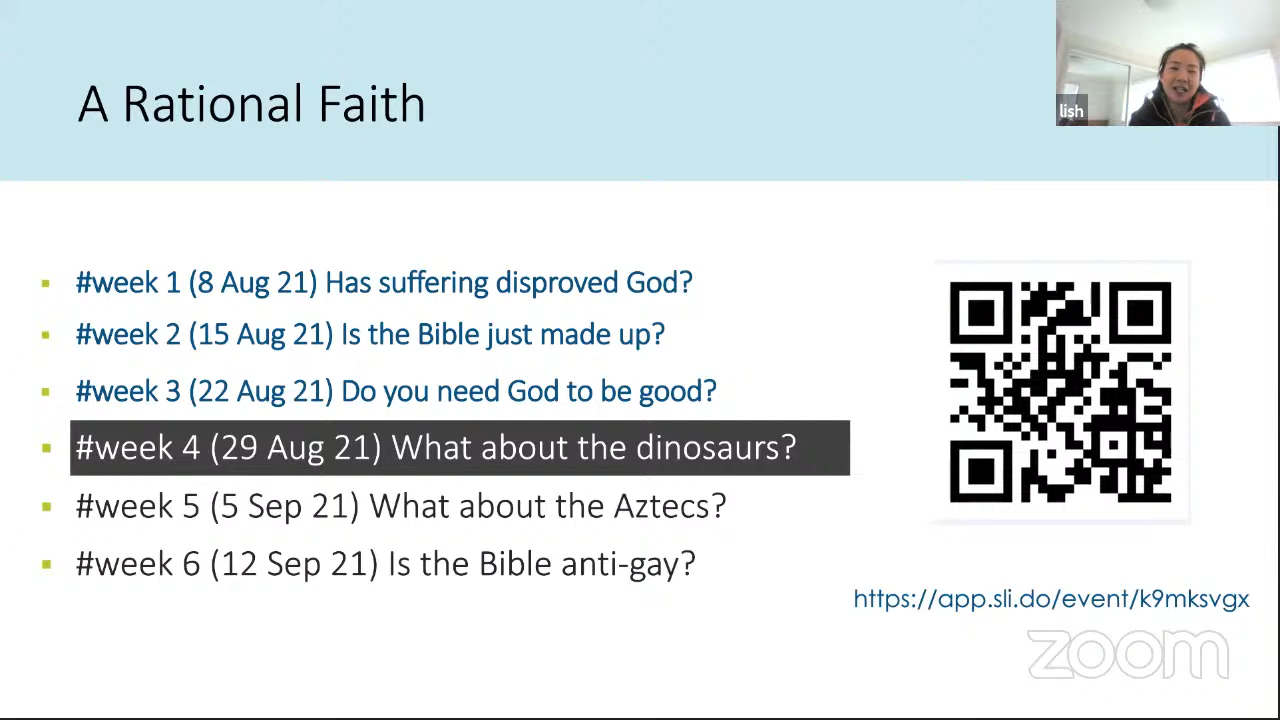 A Rational Faith
lish
#week 1 (8 Aug 21) Has suffering disproved God?
#week 2 (15 Aug 21) Is the Bible just made up?
#week 3 (22 Aug 21) Do you need God to be good?
#week 4 (29 Aug 21) What about the dinosaurs?
#week 5 (5 Sep 21) What about the Aztecs?
#week 6 (12 Sep 21) Is the Bible anti-gay?
https://app.sli.do/event/k9mksvgx
zoom